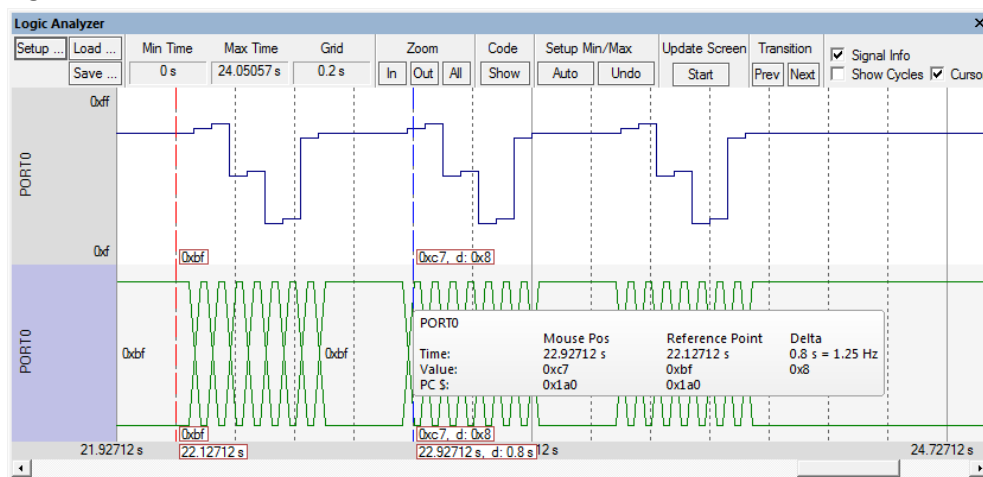 Logic Analyzer
Setup ... Load ... Min Time Max Time Grid Zoom Code Setup Min/Max Update Screen Transition Signal Info
Save ... 0 s 24.05057 s 0.2 s In Out All Show Auto Undo Start Prev Next Show Cycles Curso
0xff
PORT0
0xf
0xbf 0xc7, d: 0x8
PORT0
0xbf 0xbf
PORT0
Mouse Pos Reference Point Delta
Time: 22.92712 s 22.12712 s 0.8 s = 1.25 Hz
Value: 0xc7 0xbf 0x8
PC $: 0x1a0 0x1a0
0xbf 0xc7, d: 0x8
21.92712 s 22.12712 s 22.92712 s, d: 0.8 s 12 s 24.72712 s